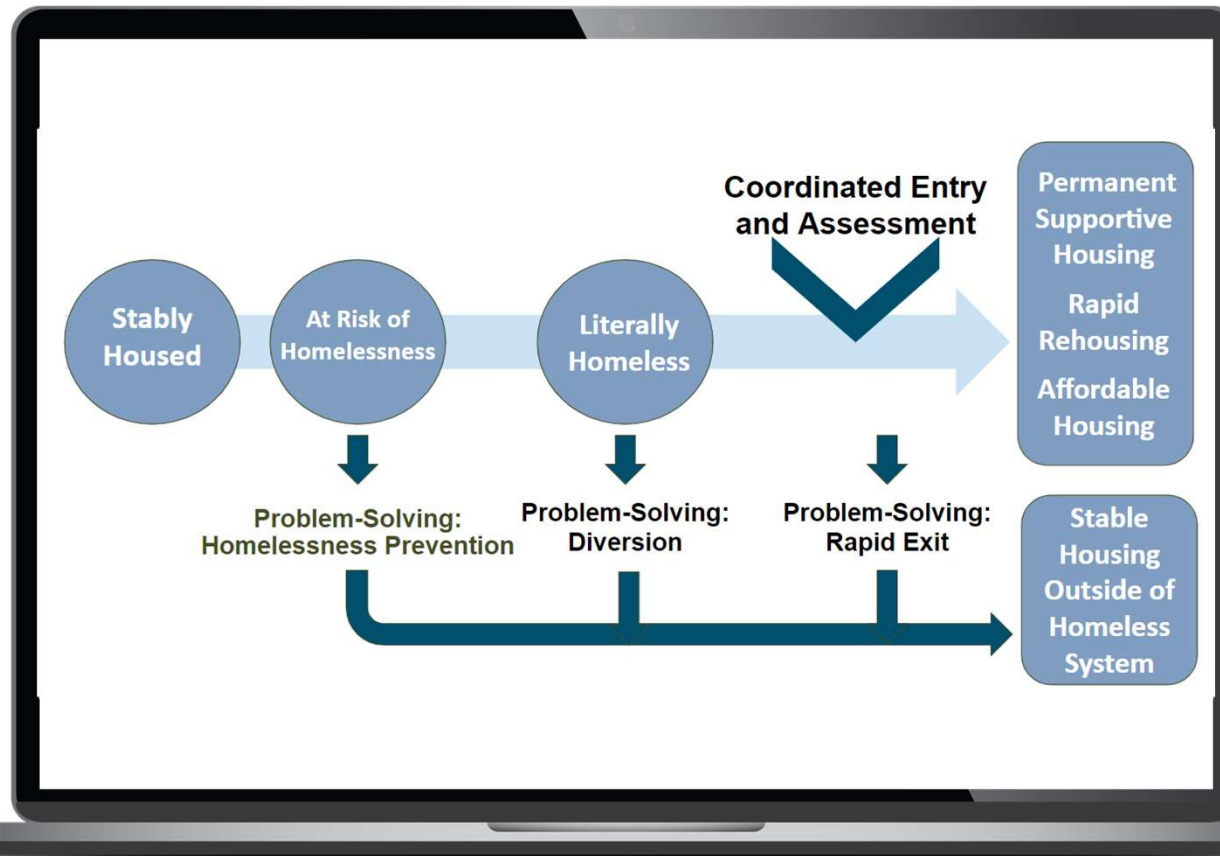 Coordinated Entry
and Assessment
Stably
Housed
At Risk of
Homelessness
Literally
Homeless
Permanent
Supportive
Housing
Rapid
Rehousing
Affordable
Housing
Problem-Solving:
Homelessness Prevention
Problem-Solving:
Diversion
Problem-Solving:
Rapid Exit
Stable
Housing
Outside of
Homeless
System